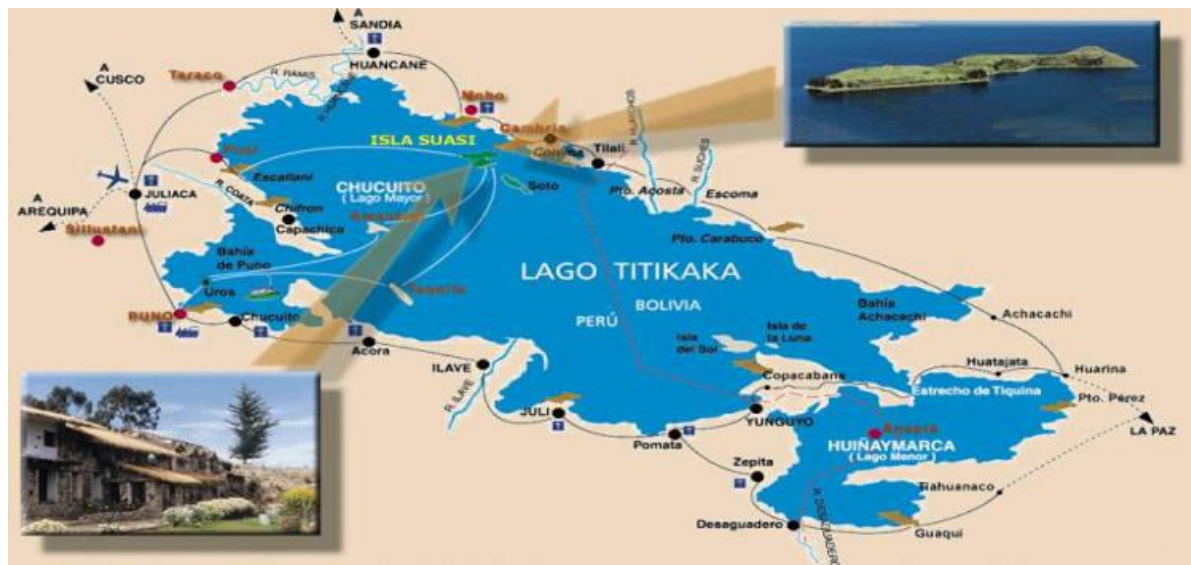 A
SANDIA
HUANCANE
A
CUSCO
Taraco
R. RAMIS
Moho
ISLA SUASI
Cambria
Conima
Tilali
R. SUCHES
Pusi
Escallani
JULIACA
R. COATA
CHUCUITO
( Lago Mayor )
Soto
Pto. Acosta
Escoma
A
AREQUIPA
Chifron
Capachica
Sillustani
Pto. Carabuco
Bahía
de Puno
LAGO TITIKAKA
Uros
Taquile
BOLIVIA
PERÚ
Bahía
Achacachi
PUNO
Chucuito
Achacachi
Isla de
la Luna
Isla
del Sol
Acora
ILAVE
Copacabana
Huatajata
Huarina
Estrecho de Tiquina
R. ILAVE
Pto. Pérez
JULI
YUNGUYO
Anapia
LA PAZ
Pomata
HUIÑAYMARCA
( Lago Menor )
Zepita
Tiahuanaco
Desaguadero
R. DESAGUADERO
Guaqui